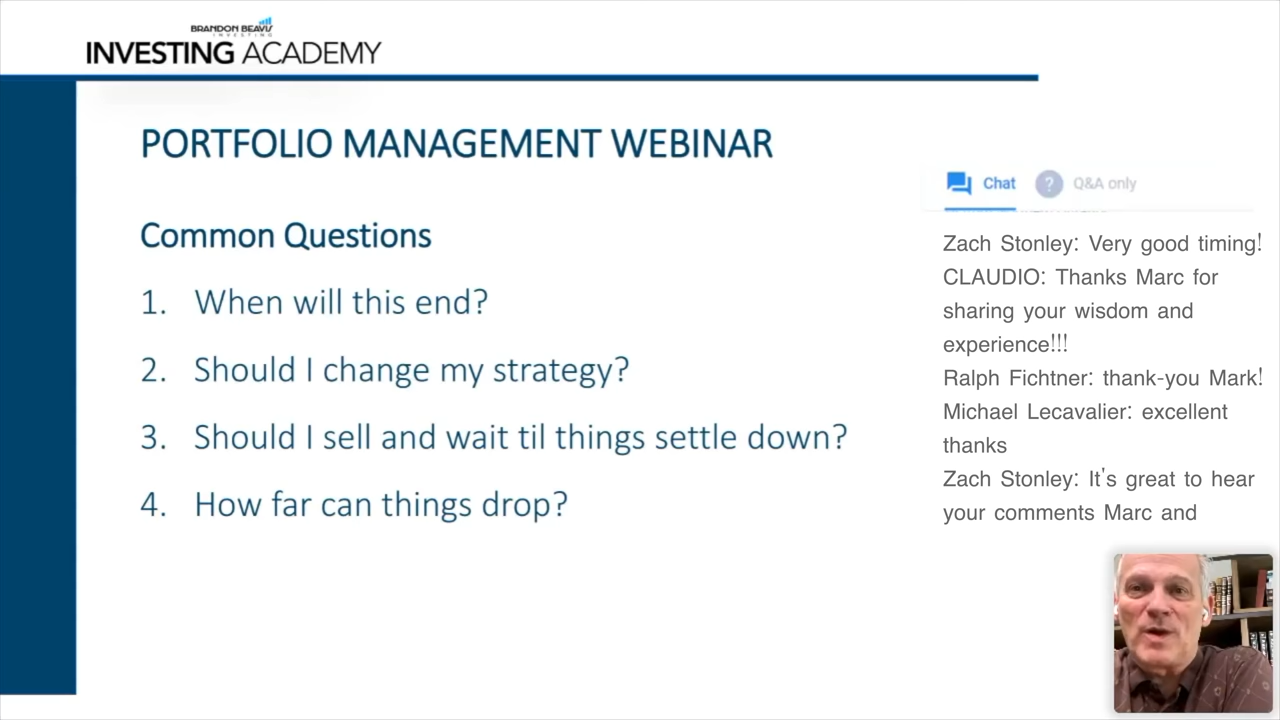 BRANDON BEAVIS
INVESTING
INVESTING ACADEMY
PORTFOLIO MANAGEMENT WEBINAR
Common Questions
1. When will this end?
2. Should I change my strategy?
3. Should I sell and wait til things settle down?
4. How far can things drop?
Chat
? Q&A only
Zach Stonley: Very good timing!
CLAUDIO: Thanks Marc for
sharing your wisdom and
experience!!!
Ralph Fichtner: thank-you Mark!
Michael Lecavalier: excellent
thanks
Zach Stonley: It's great to hear
your comments Marc and